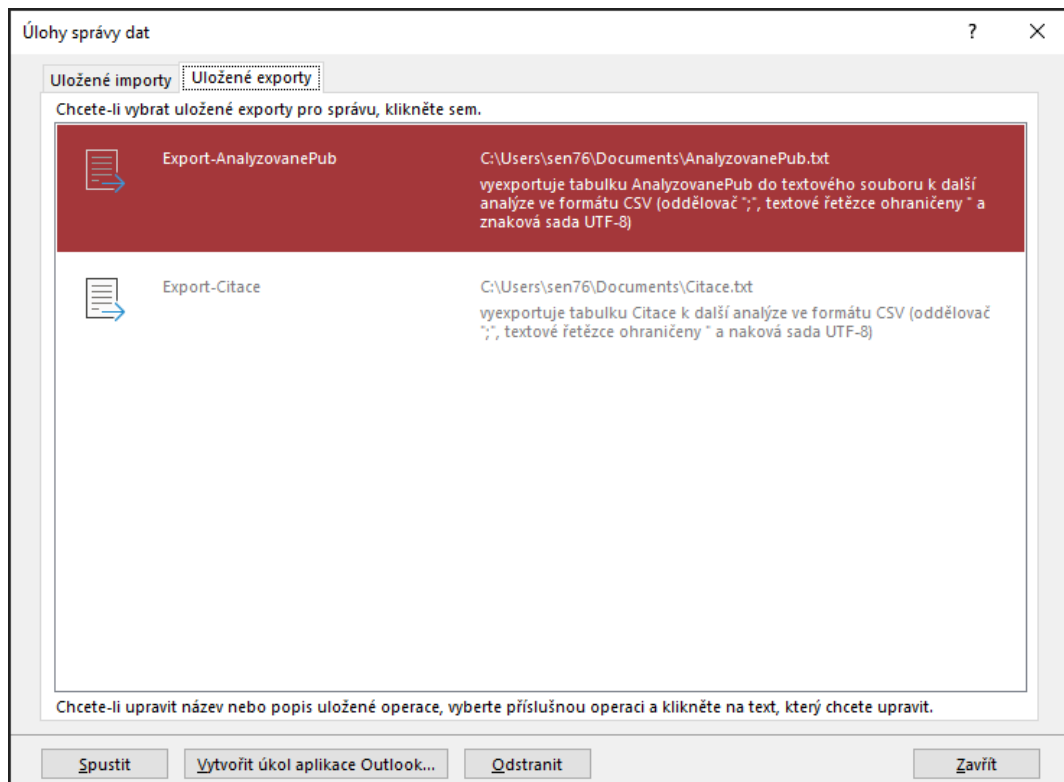 Úlohy správy dat
?
Uložené importy
Uložené exporty
Chcete-li vybrat uložené exporty pro správu, klikněte sem.
Export-AnalyzovanePub
C:\Users\sen76\Documents\AnalyzovanePub.txt
vyexportuje tabulku AnalyzovanePub do textového souboru k další
analýze ve formátu CSV (oddělovač ";", textové řetězce ohraničeny " a
znaková sada UTF-8)
Export-Citace
C:\Users\sen76\Documents\Citace.txt
vyexportuje tabulku Citace k další analýze ve formátu CSV (oddělovač
";", textové řetězce ohraničeny " a naková sada UTF-8)
Chcete-li upravit název nebo popis uložené operace, vyberte příslušnou operaci a klikněte na text, který chcete upravit.
Spustit
Vytvořit úkol aplikace Outlook...
Odstranit
Zavřít